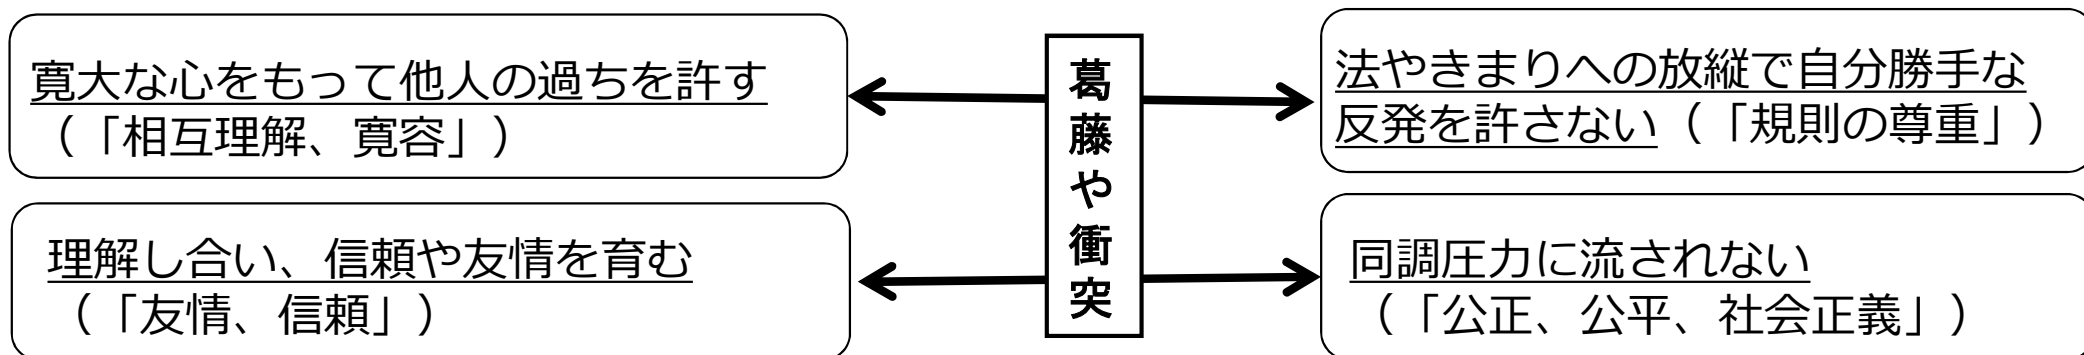 寛大な心をもって他人の過ちを許す
（「相互理解、寛容」）
葛藤や衝突
法やきまりへの放縦で自分勝手な
反発を許さない（「規則の尊重」）
理解し合い、信頼や友情を育む
（「友情、信頼」）
同調圧力に流されない
（「公正、公平、社会正義」）